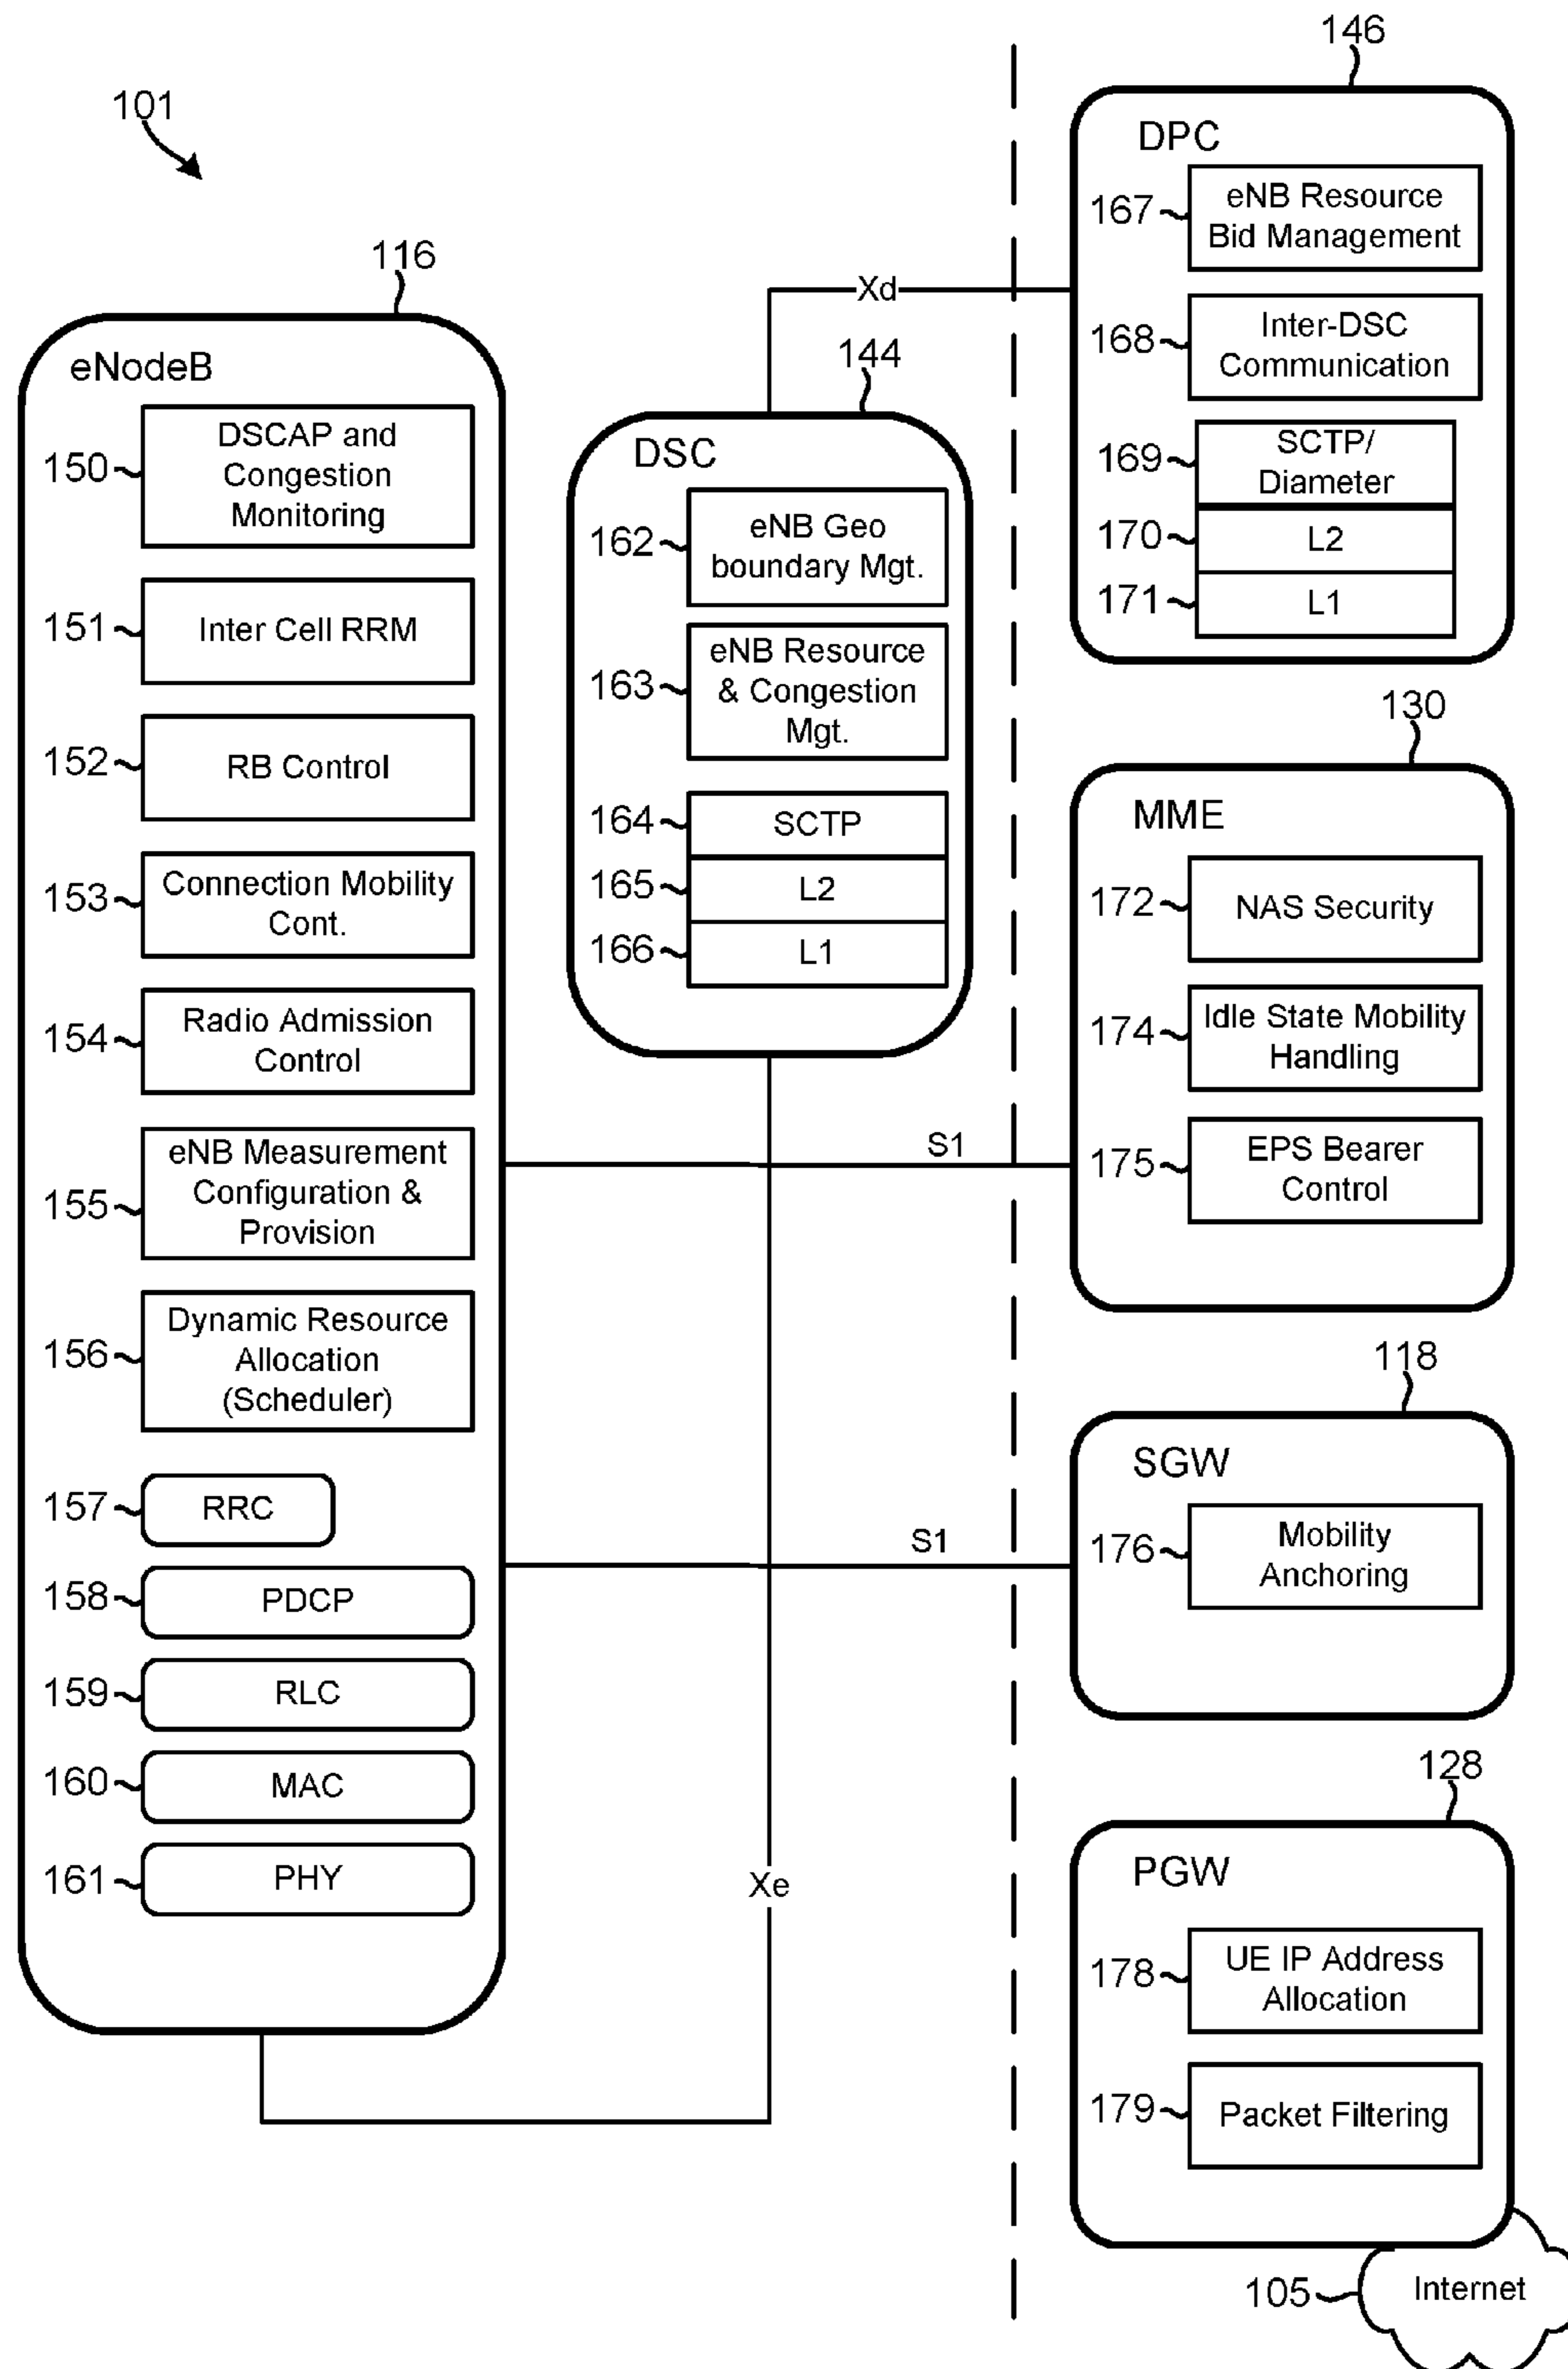 101
116
eNodeB
150
DSCAP and
Congestion
Monitoring
151
Inter Cell RRM
152
RB Control
153
Connection Mobility
Cont.
154
Radio Admission
Control
155
eNB Measurement
Configuration &
Provision
156
Dynamic Resource
Allocation
(Scheduler)
157
RRC
158
PDCP
159
RLC
160
MAC
161
PHY
Xd
144
DSC
162
eNB Geo
boundary Mgt.
163
eNB Resource
& Congestion
Mgt.
164
SCTP
165
L2
166
L1
S1
S1
Xe
146
DPC
167
eNB Resource
Bid Management
168
Inter-DSC
Communication
169
SCTP/
Diameter
170
L2
171
L1
130
MME
172
NAS Security
174
Idle State Mobility
Handling
175
EPS Bearer
Control
118
SGW
176
Mobility
Anchoring
128
PGW
178
UE IP Address
Allocation
179
Packet Filtering
105
Internet